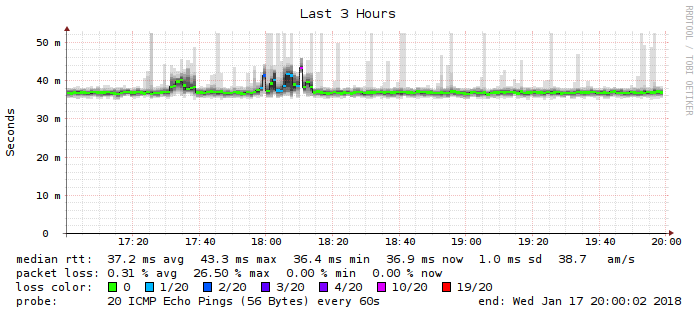 Last 3 Hours
RRDTOOL / TOBI OETIKER
Seconds
50 m
40 m
30 m
20 m
10 m
0
17:20 17:40 18:00 18:20 18:40 19:00 19:20 19:40 20:00
median rtt: 37.2 ms avg 43.3 ms max 36.4 ms min 36.9 ms now 1.0 ms sd 38.7 am/s
packet loss: 0.31 % avg 26.50 % max 0.00 % min 0.00 % now
loss color: 0 1/20 2/20 3/20 4/20 10/20 19/20
probe: 20 ICMP Echo Pings (56 Bytes) every 60s end: Wed Jan 17 20:00:02 2018